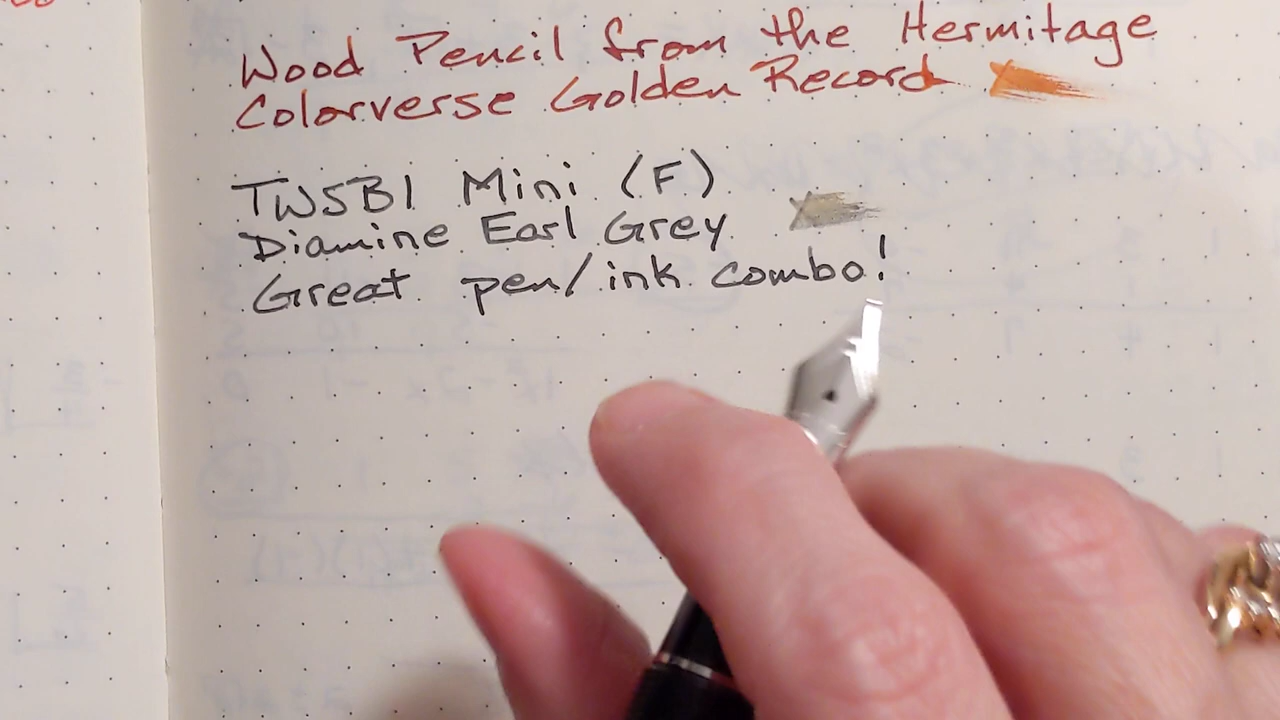 Wood Pencil from the Hermitage
Colorverse Golden Record
TWSBI Mini (F)
Diamine Earl Grey
Great pen/ink combo!